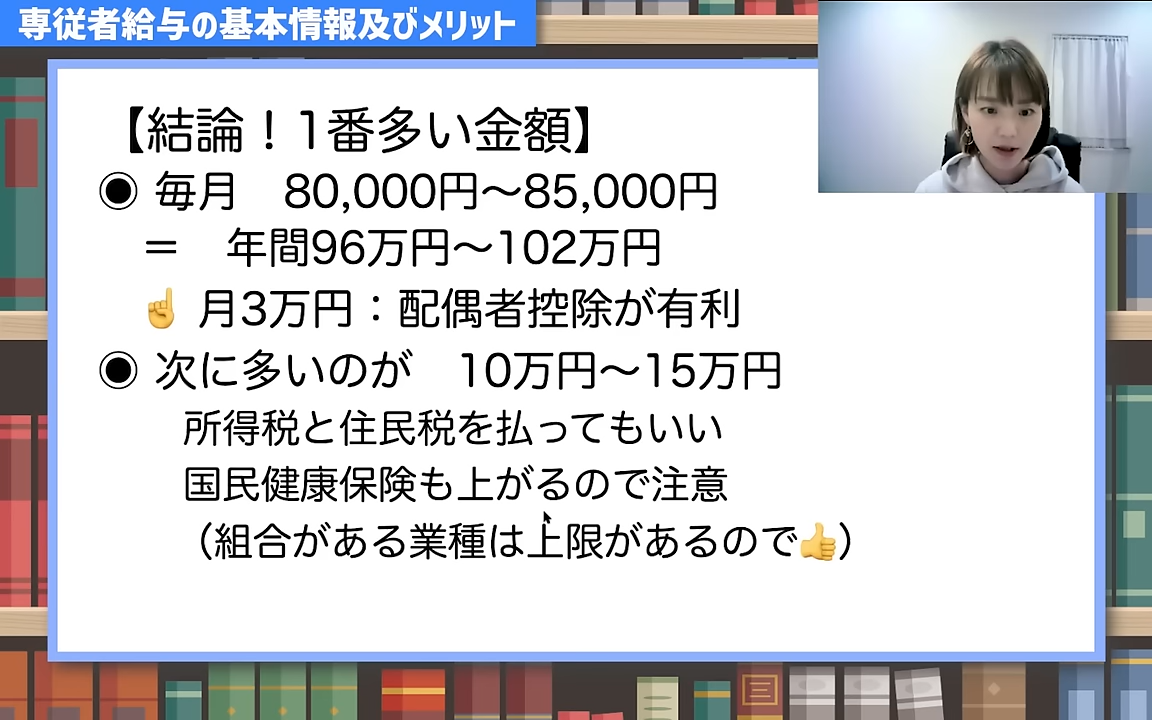 専従者給与の基本情報及びメリット
【結論！1番多い金額】
◉ 毎月　80,000円〜85,000円
＝　年間96万円〜102万円
☝ 月3万円：配偶者控除が有利
◉ 次に多いのが　10万円〜15万円
所得税と住民税を払ってもいい
国民健康保険も上がるので注意
（組合がある業種は上限があるので👍）